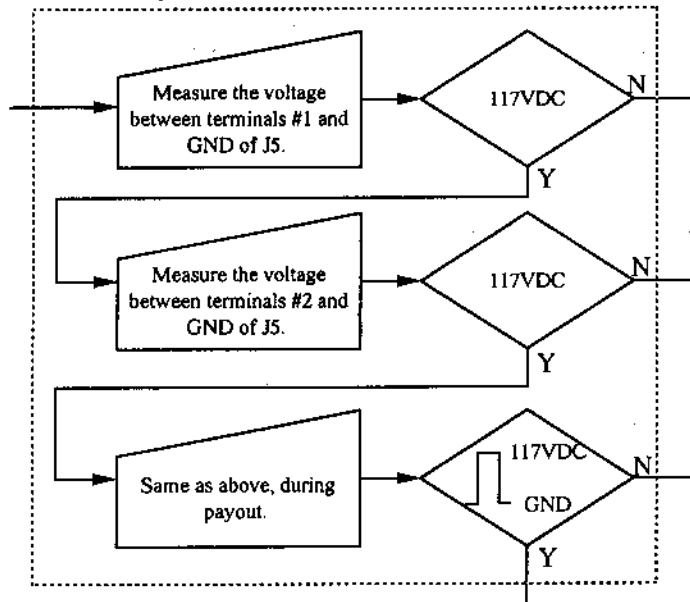 Measure the voltage
between terminals #1 and
GND of J5.
117VDC
N
Y
Measure the voltage
between terminals #2 and
GND of J5.
117VDC
N
Y
Same as above, during
payout.
117VDC
GND
N
Y